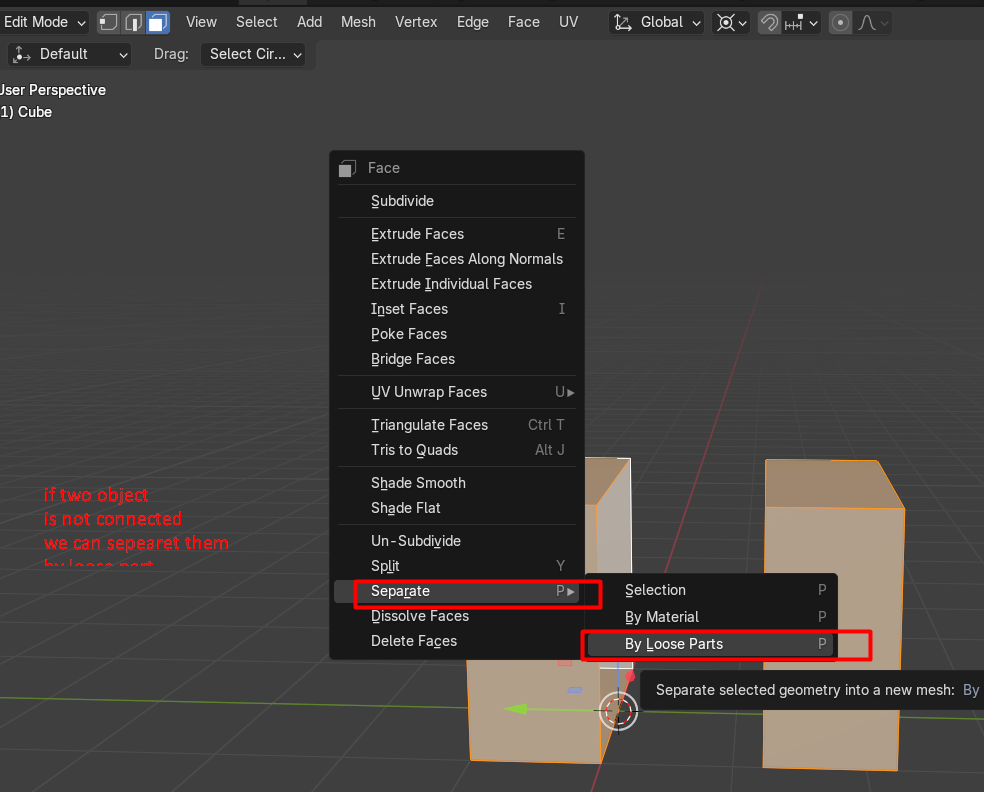 Edit Mode View Select Add Mesh Vertex Edge Face UV Global
Default Drag: Select Cir...
User Perspective
1) Cube
Face
Subdivide
Extrude Faces E
Extrude Faces Along Normals
Extrude Individual Faces
Inset Faces I
Poke Faces
Bridge Faces
UV Unwrap Faces U
Triangulate Faces Ctrl T
Tris to Quads Alt J
Shade Smooth
Shade Flat
if two object
is not connected
we can sepearet them
by loose part
Un-Subdivide
Split Y
Separate P
Dissolve Faces
Delete Faces
Selection P
By Material P
By Loose Parts P
Separate selected geometry into a new mesh: By